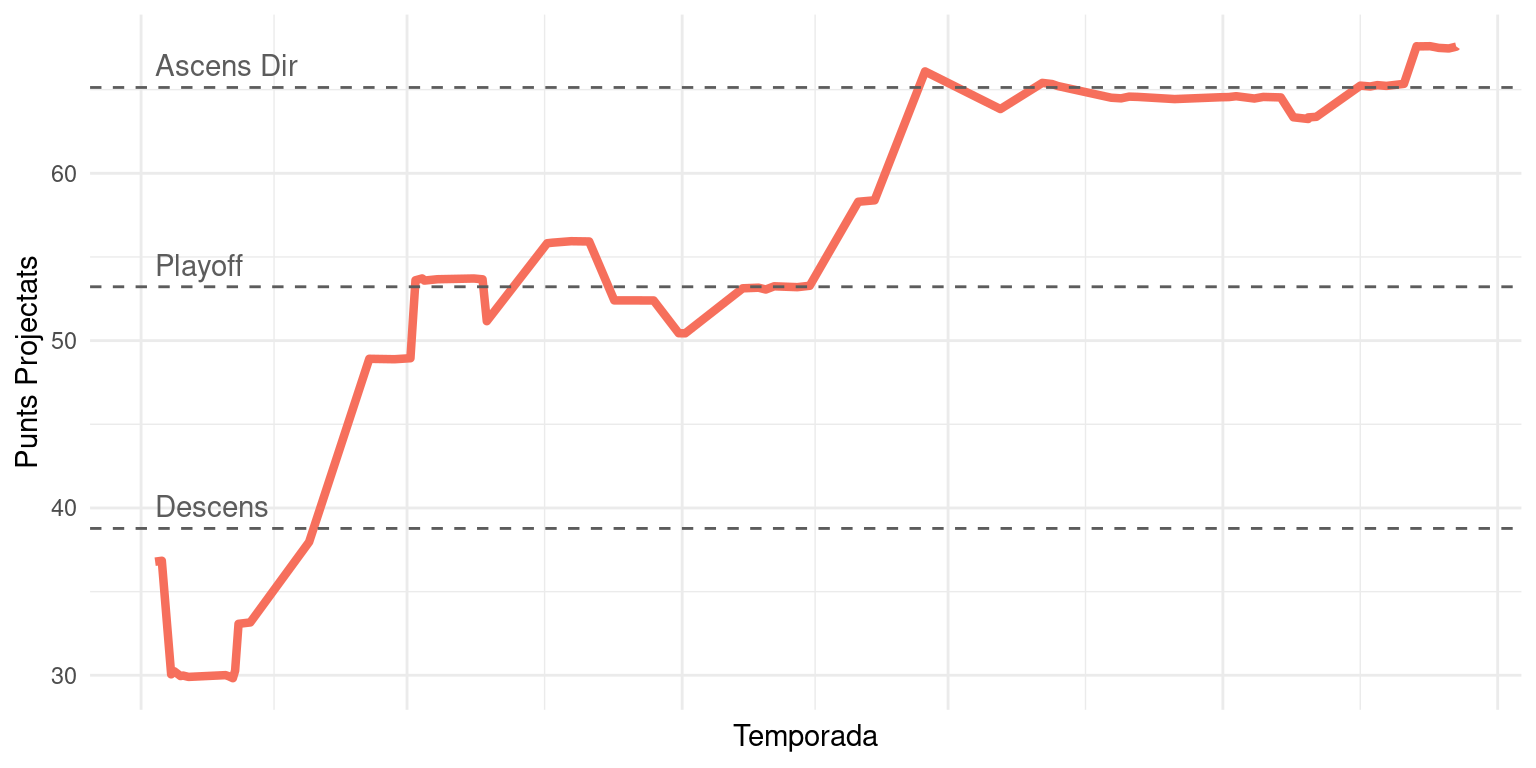 Ascens Dir
60
Playoff
50
Descens
40
30
Punts Projectats
Temporada